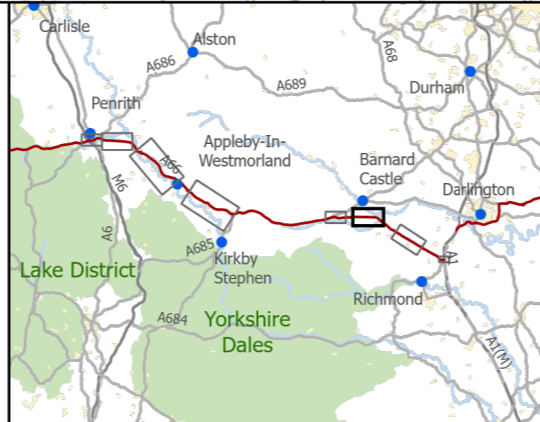 Carlisle
Alston
A686
A68
A689
Durham
Penrith
Appleby-In-
Westmorland
A66
Barnard
Castle
Darlington
M6
A6
A685
Kirkby
Stephen
Lake District
A1
Richmond
A684
Yorkshire
Dales
A1(M)